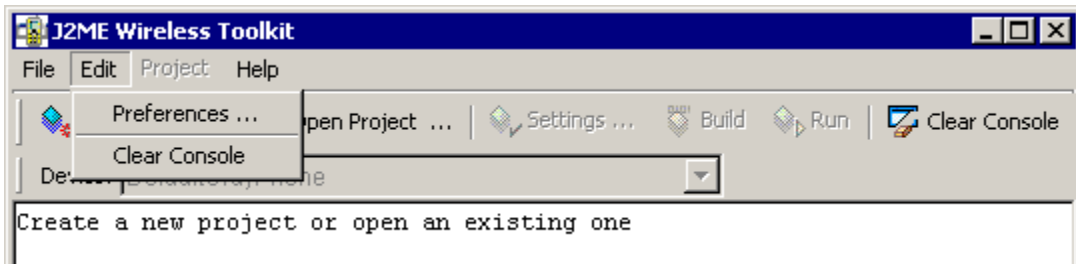 J2ME Wireless Toolkit
File Edit Project Help
Preferences ...
Open Project ... Settings ... Build Run Clear Console
Clear Console
Create a new project or open an existing one